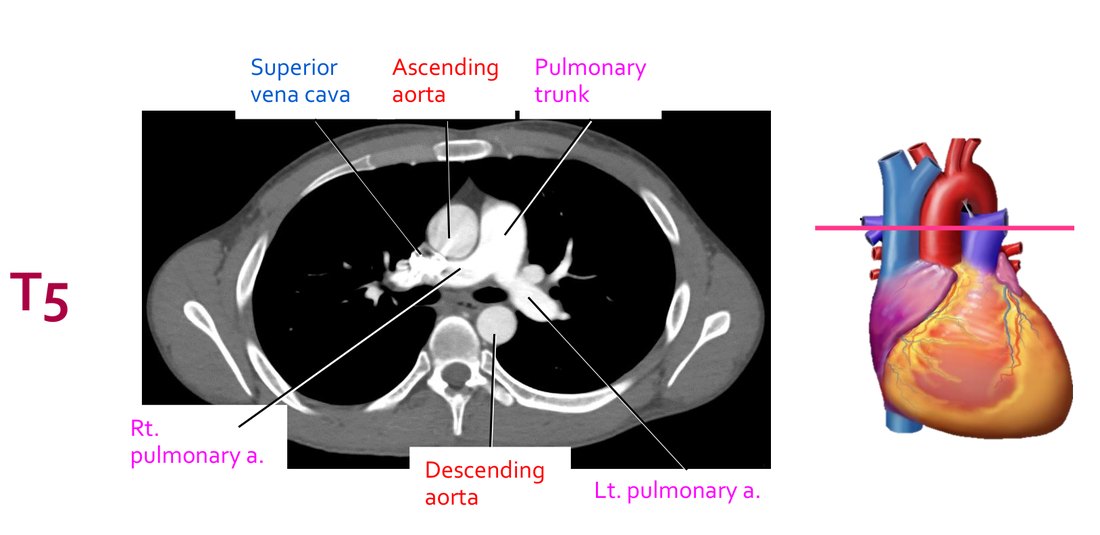 Superior
vena cava
Ascending
aorta
Pulmonary
trunk
T5
Rt.
pulmonary a.
Descending
aorta
Lt. pulmonary a.